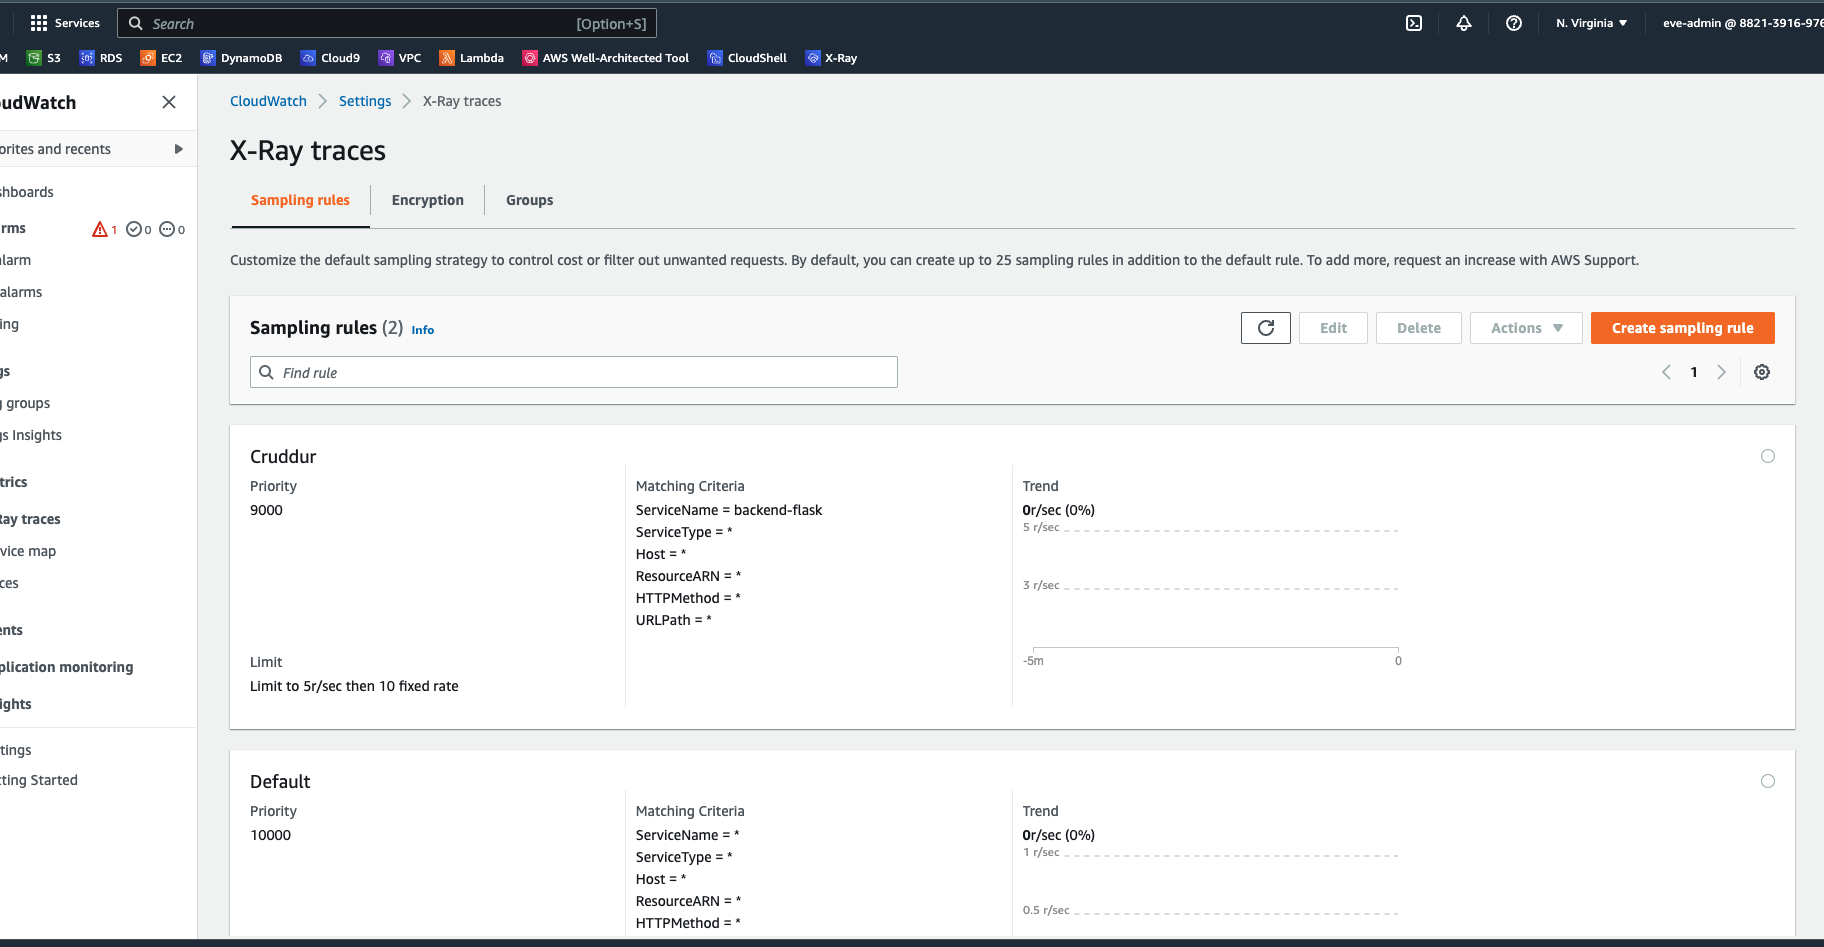 Services
Search [Option+S]
N. Virginia
eve-admin @ 8821-3916-976
M S3 RDS EC2 DynamoDB Cloud9 VPC Lambda AWS Well-Architected Tool CloudShell X-Ray
oudWatch
orites and recents
shboards
rms 1 0 0
larm
alarms
ing
gs
g groups
gs Insights
trics
Ray traces
vice map
ces
ents
plication monitoring
ights
tings
tting Started
CloudWatch Settings X-Ray traces
X-Ray traces
Sampling rules Encryption Groups
Customize the default sampling strategy to control cost or filter out unwanted requests. By default, you can create up to 25 sampling rules in addition to the default rule. To add more, request an increase with AWS Support.
Sampling rules (2) Info
Edit Delete Actions Create sampling rule
Find rule
1
Cruddur
Priority
9000
Limit
Limit to 5r/sec then 10 fixed rate
Matching Criteria
ServiceName = backend-flask
ServiceType = *
Host = *
ResourceARN = *
HTTPMethod = *
URLPath = *
Trend
0r/sec (0%)
5 r/sec
3 r/sec
-5m 0
Default
Priority
10000
Matching Criteria
ServiceName = *
ServiceType = *
Host = *
ResourceARN = *
HTTPMethod = *
Trend
0r/sec (0%)
1 r/sec
0.5 r/sec